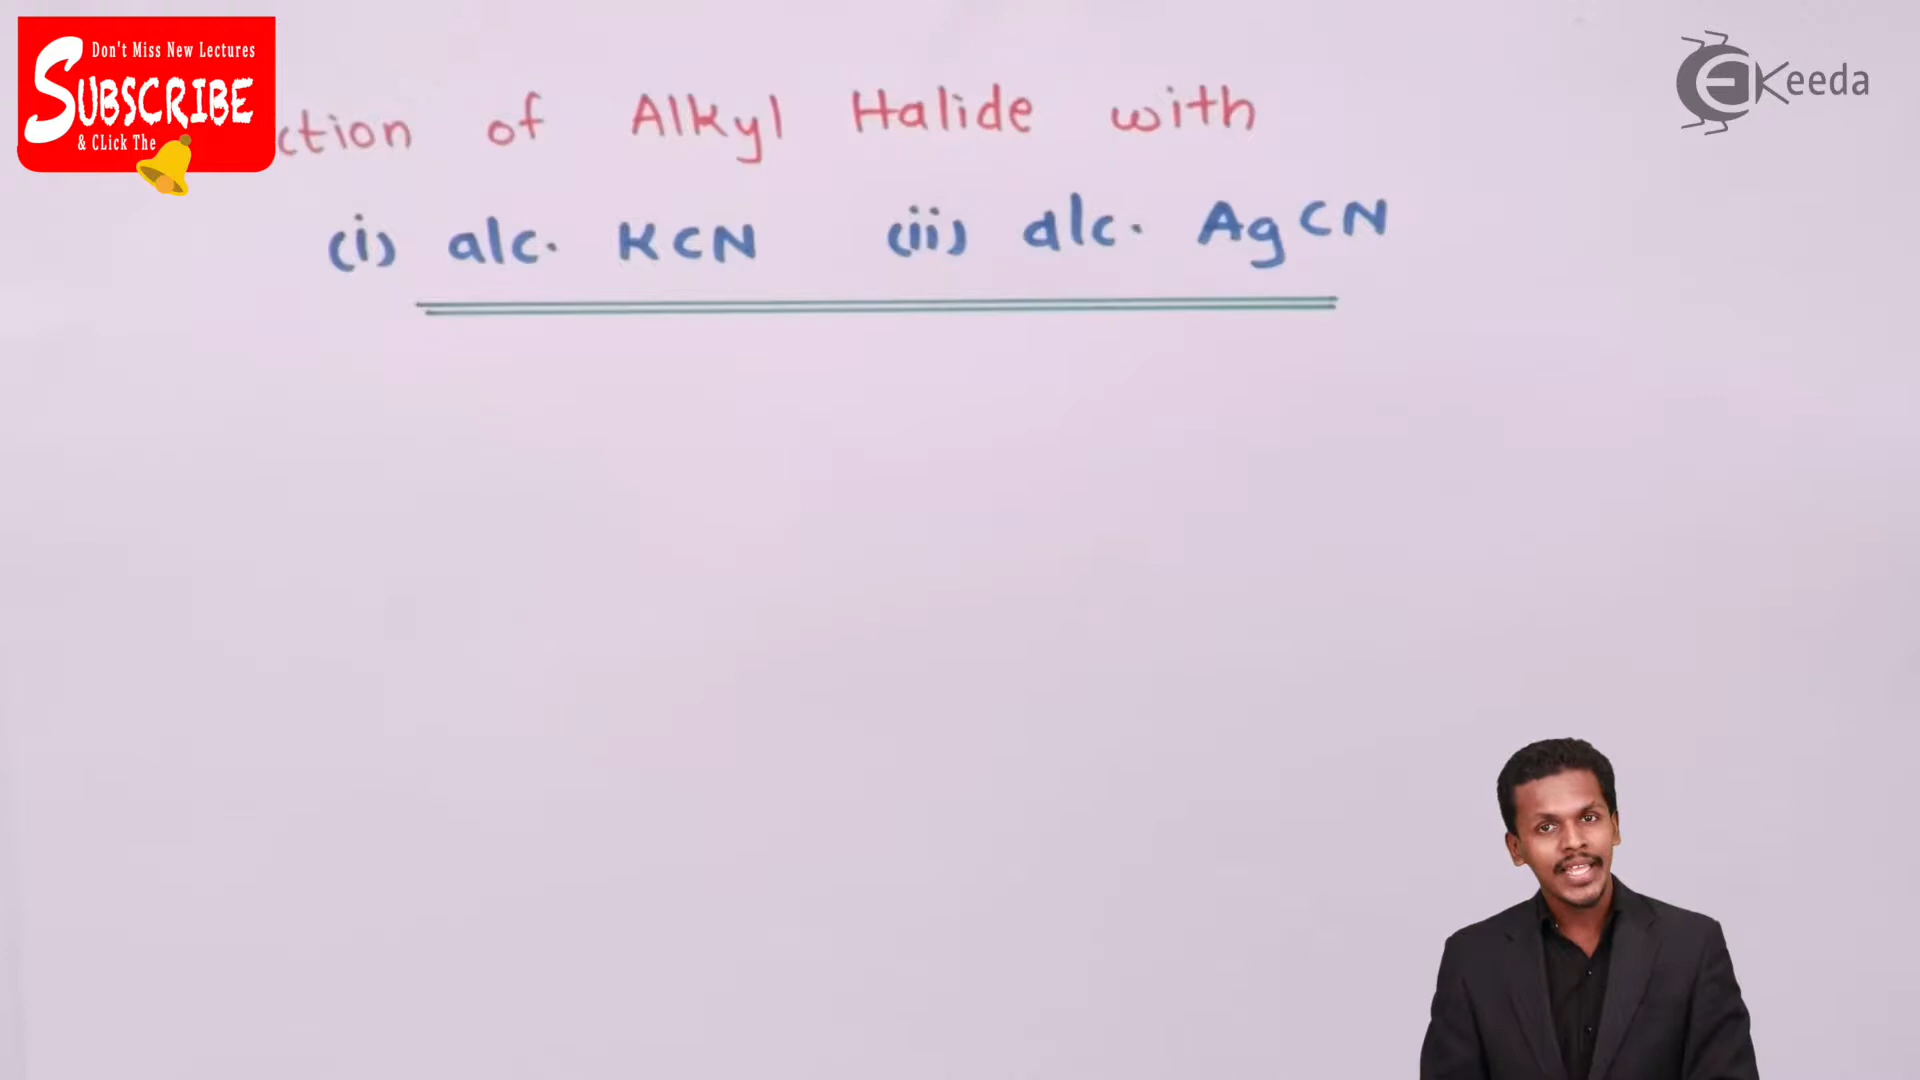 Don't Miss New Lectures
SUBSCRIBE
& CLick The
Keeda
ction of Alkyl Halide with
(i) alc. KCN (ii) alc. AgCN